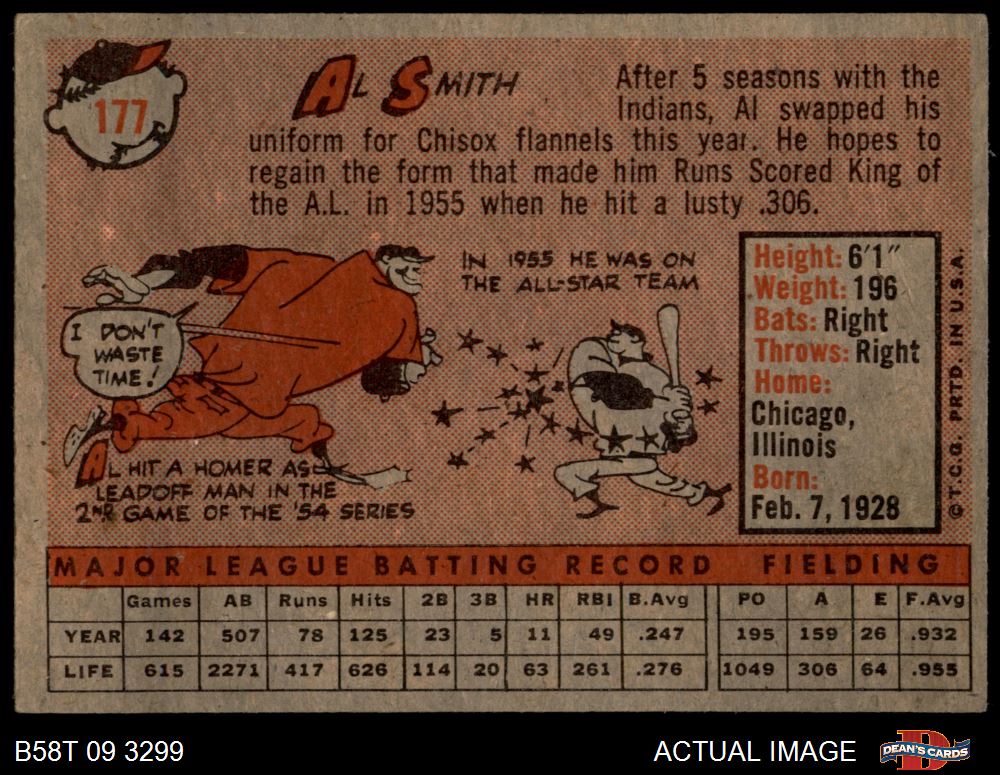 177
AL SMITH
After 5 seasons with the
Indians, Al swapped his
uniform for Chisox flannels this year. He hopes to
regain the form that made him Runs Scored King of
the A.L. in 1955 when he hit a lusty .306.
IN 1955 HE WAS ON
THE ALL-STAR TEAM
I DON'T
WASTE
TIME!
AL HIT A HOMER AS
LEADOFF MAN IN THE
2ND GAME OF THE '54 SERIES
Height: 6'1"
Weight: 196
Bats: Right
Throws: Right
Home:
Chicago,
Illinois
Born:
Feb. 7, 1928
© T.C.G. PRTD. IN U.S.A.
MAJOR LEAGUE BATTING RECORD FIELDING
Games AB Runs Hits 2B 3B HR RBI B.Avg PO A E F.Avg
YEAR 142 507 78 125 23 5 11 49 .247 195 159 26 .932
LIFE 615 2271 417 626 114 20 63 261 .276 1049 306 64 .955
B58T 09 3299 ACTUAL IMAGE DEAN'S CARDS